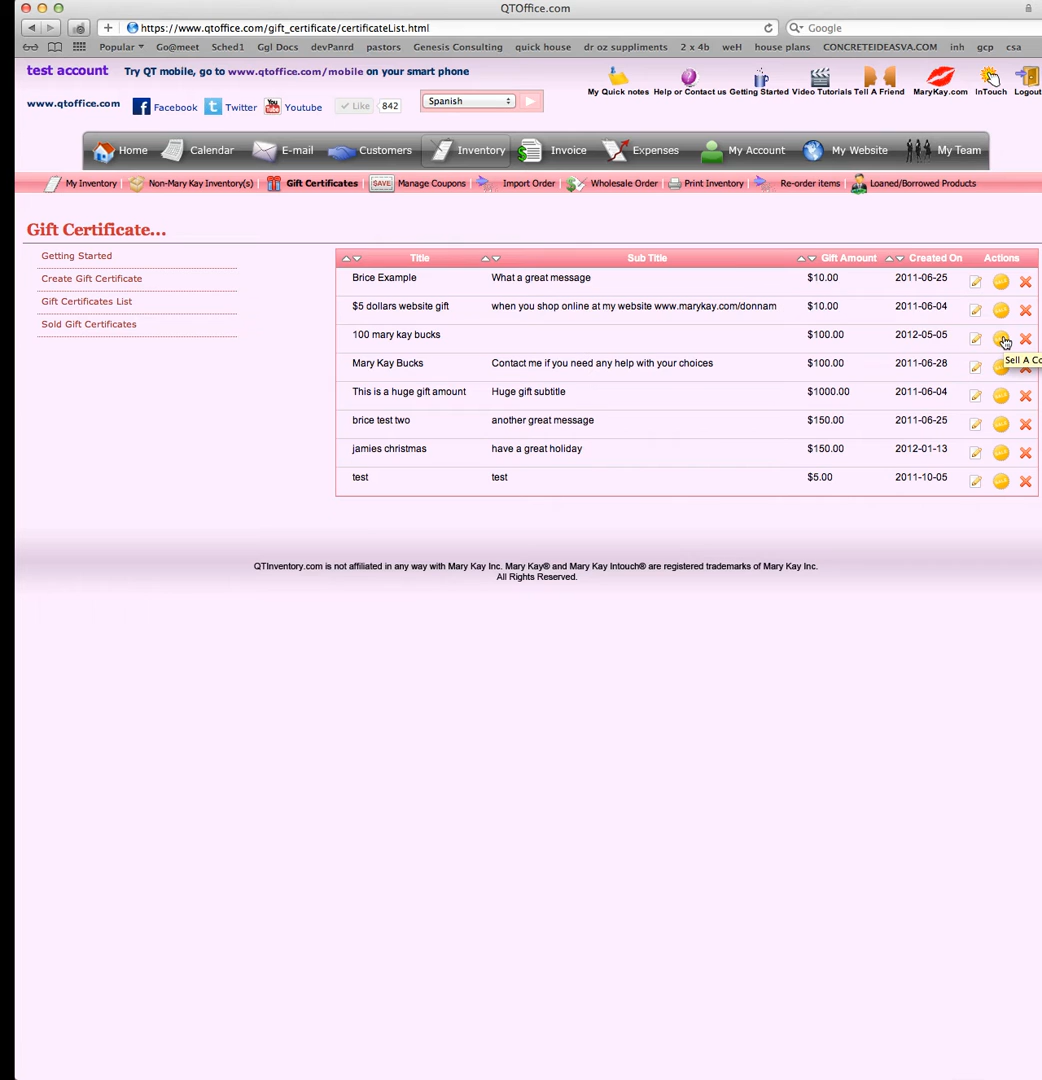 QTOffice.com
https://www.qtoffice.com/gift_certificate/certificateList.html
Google
Popular Go@meet Sched1 Ggl Docs devPanrd pastors Genesis Consulting quick house dr oz suppliments 2 x 4b weH house plans CONCRETEIDEASVA.COM inh gcp csa
test account Try QT mobile, go to www.qtoffice.com/mobile on your smart phone
My Quick notes Help or Contact us Getting Started Video Tutorials Tell A Friend MaryKay.com InTouch Logout
www.qtoffice.com Facebook Twitter Youtube Like 842 Spanish
Home Calendar E-mail Customers Inventory Invoice Expenses My Account My Website My Team
My Inventory Non-Mary Kay Inventory(s) Gift Certificates SAVE Manage Coupons Import Order Wholesale Order Print Inventory Re-order items Loaned/Borrowed Products
Gift Certificate...
Getting Started
Create Gift Certificate
Gift Certificates List
Sold Gift Certificates
Title Sub Title Gift Amount Created On Actions
Brice Example What a great message $10.00 2011-06-25
$5 dollars website gift when you shop online at my website www.marykay.com/donnam $10.00 2011-06-04
100 mary kay bucks $100.00 2012-05-05
Sell A Co
Mary Kay Bucks Contact me if you need any help with your choices $100.00 2011-06-28
This is a huge gift amount Huge gift subtitle $1000.00 2011-06-04
brice test two another great message $150.00 2011-06-25
jamies christmas have a great holiday $150.00 2012-01-13
test test $5.00 2011-10-05
QTInventory.com is not affiliated in any way with Mary Kay Inc. Mary Kay® and Mary Kay Intouch® are registered trademarks of Mary Kay Inc.
All Rights Reserved.